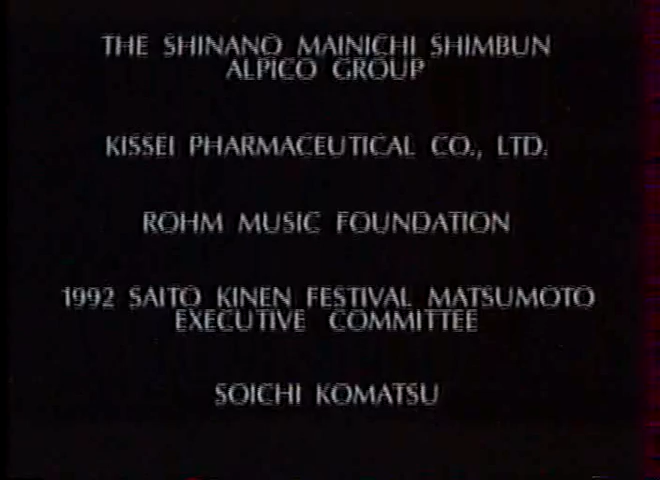 THE SHINANO MAINICHI SHIMBUN
ALPICO GROUP
KISSEI PHARMACEUTICAL CO., LTD.
ROHM MUSIC FOUNDATION
1992 SAITO KINEN FESTIVAL MATSUMOTO
EXECUTIVE COMMITTEE
SOICHI KOMATSU